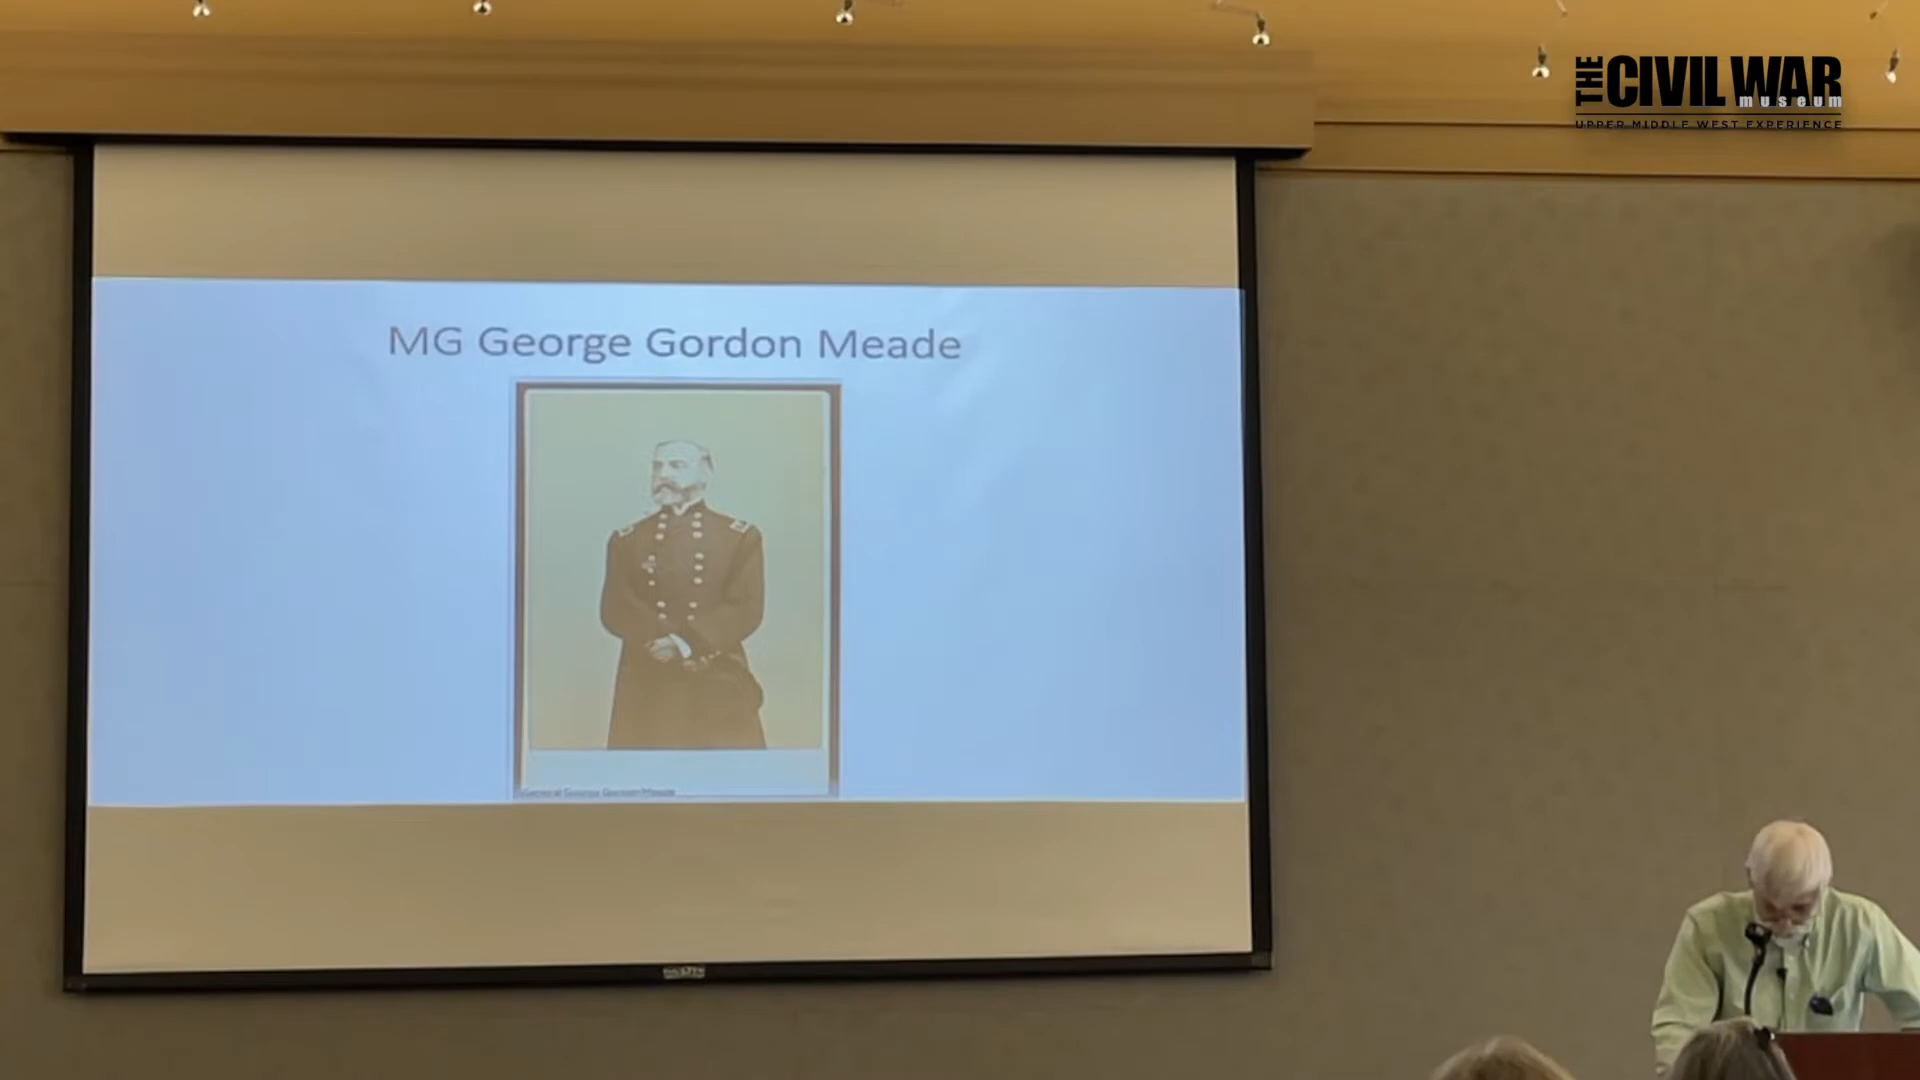 THE CIVIL WAR
museum
UPPER MIDDLE WEST EXPERIENCE
MG George Gordon Meade
General George Gordon Meade